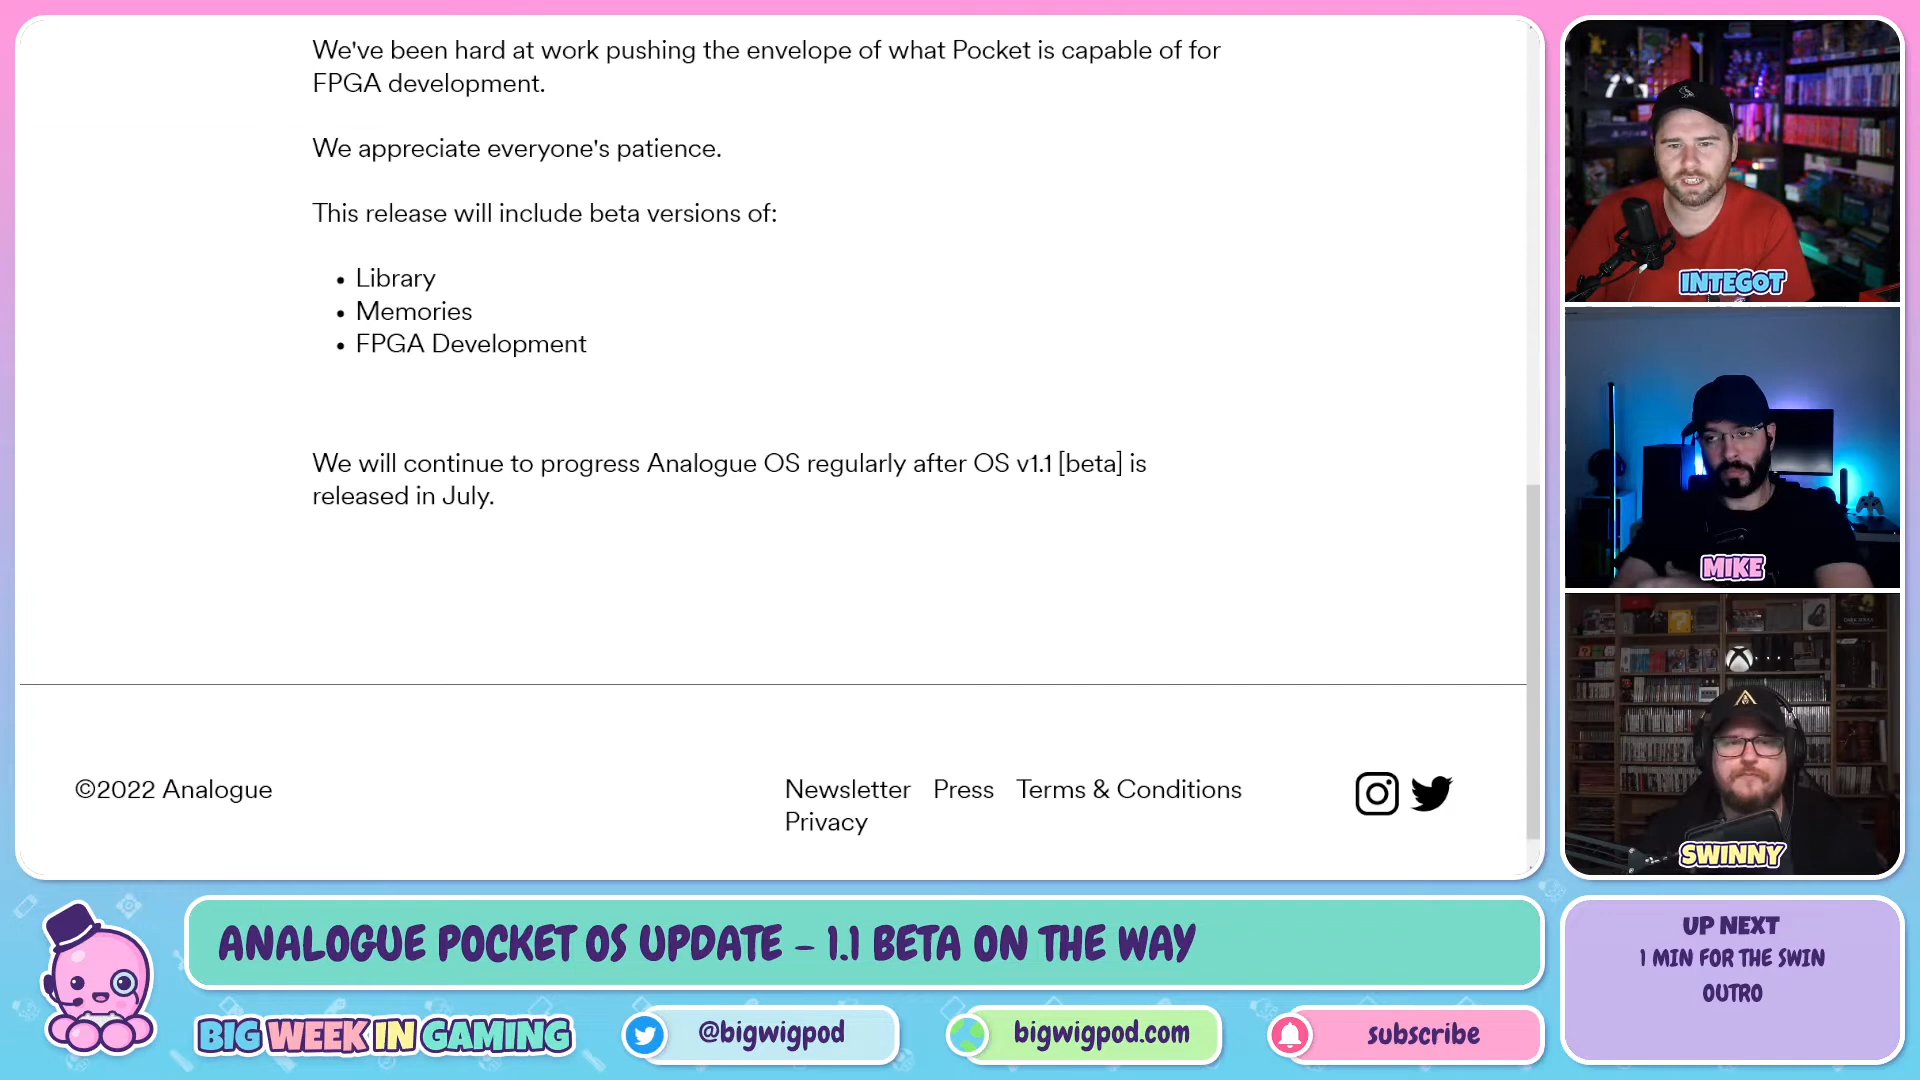 We've been hard at work pushing the envelope of what Pocket is capable of for
FPGA development.
We appreciate everyone's patience.
This release will include beta versions of:
• Library
• Memories
• FPGA Development
We will continue to progress Analogue OS regularly after OS v1.1 [beta] is
released in July.
©2022 Analogue
Newsletter Press Terms & Conditions
Privacy
INTEGOT
MIKE
SWINNY
ANALOGUE POCKET OS UPDATE – 1.1 BETA ON THE WAY
UP NEXT
1 MIN FOR THE SWIN
OUTRO
BIG WEEK IN GAMING
@bigwigpod
bigwigpod.com
subscribe